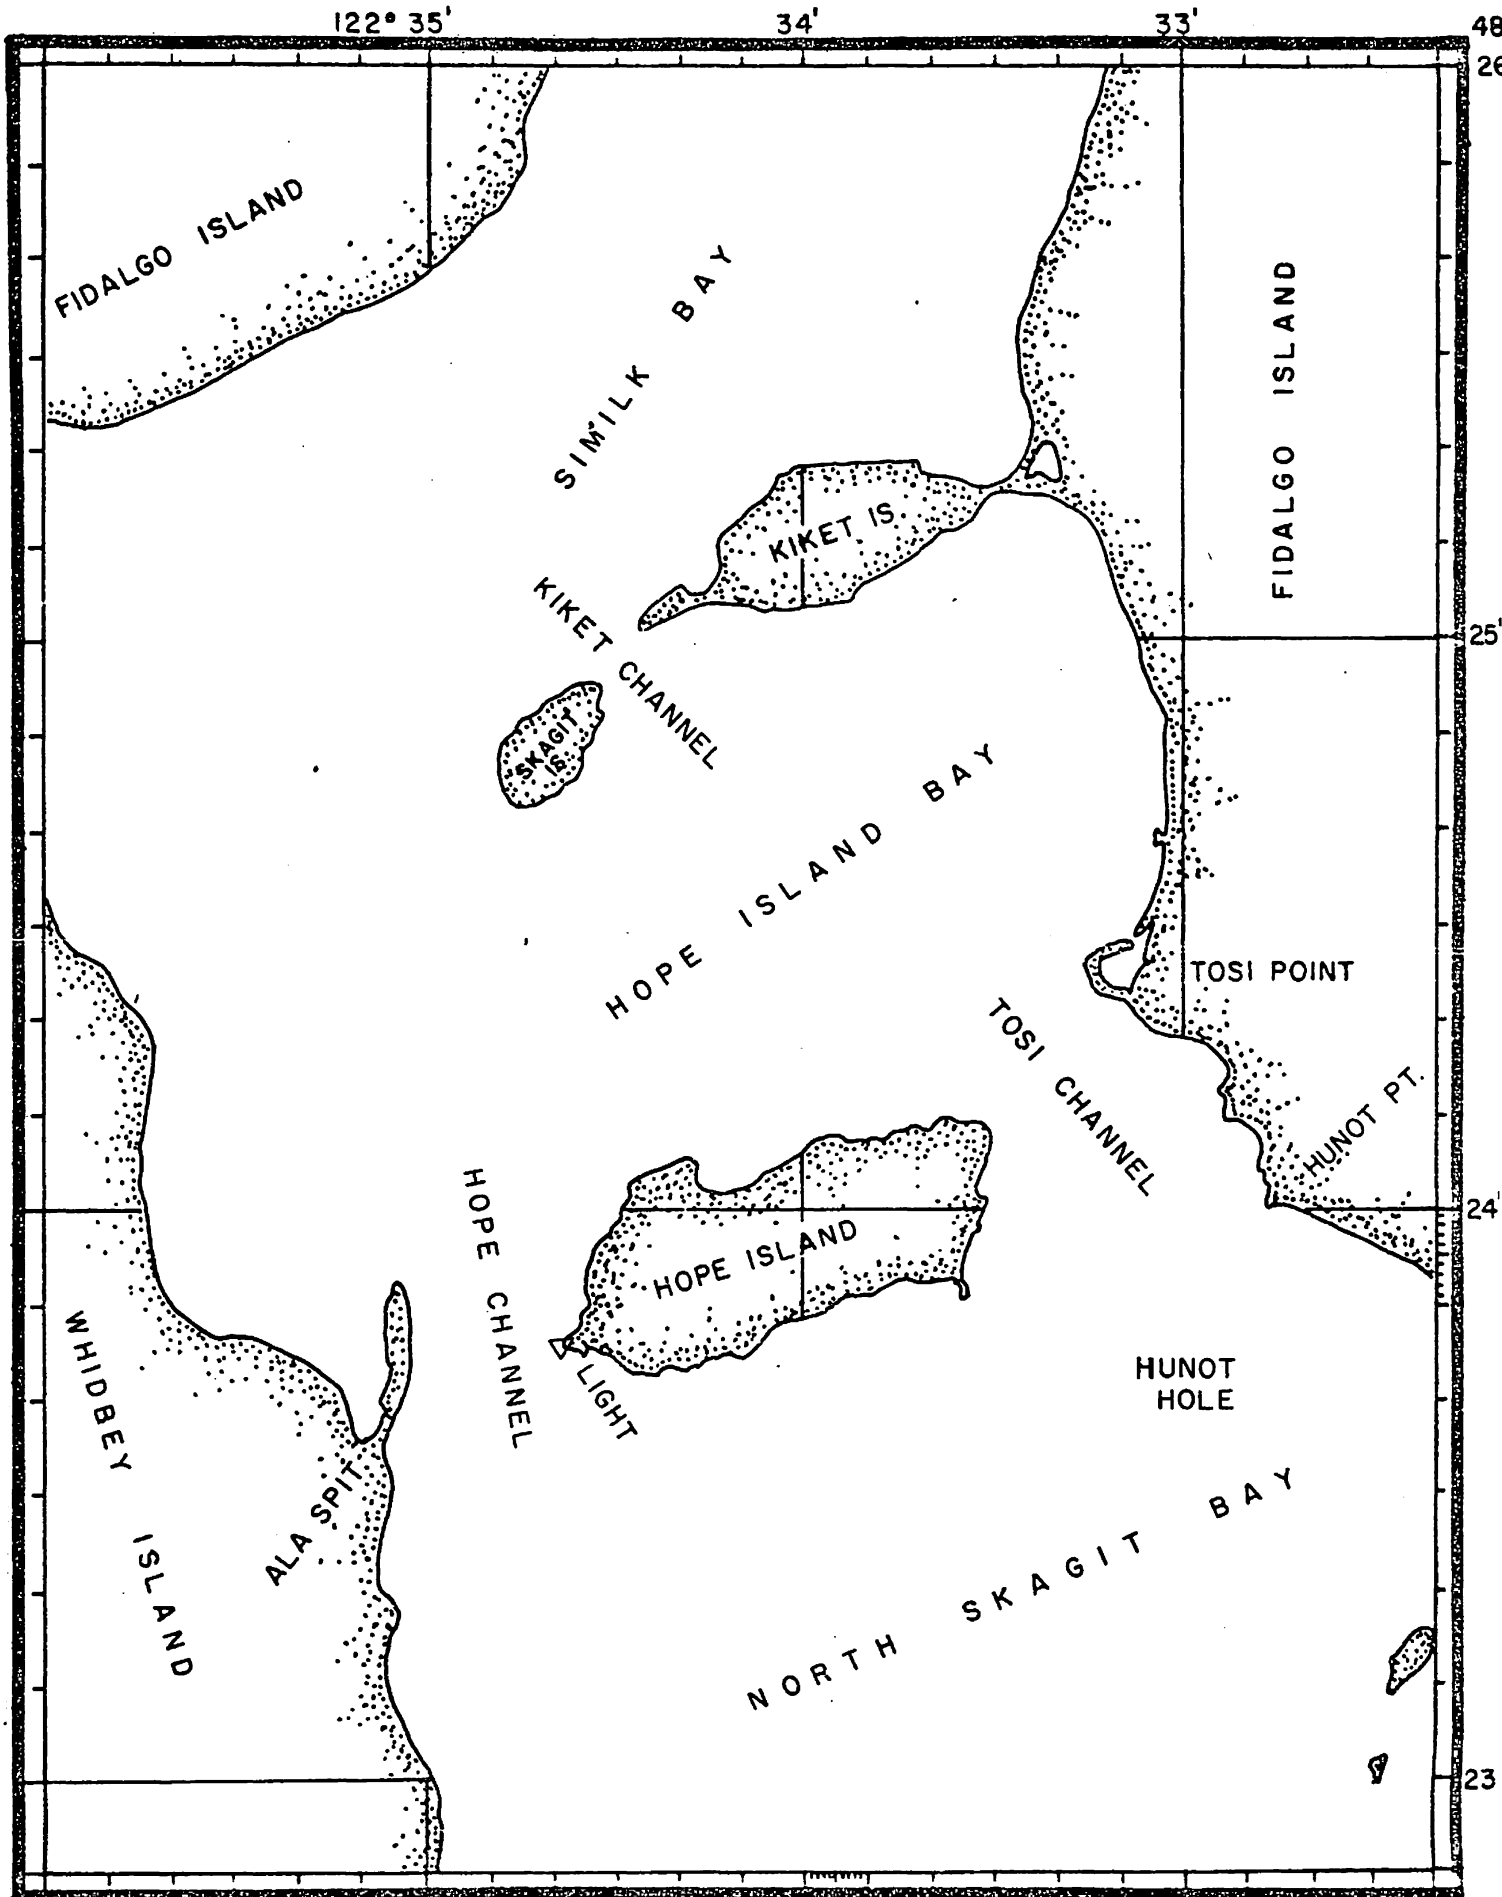 122° 35' 34' 33' 48
26
FIDALGO ISLAND
SIMILK BAY
FIDALGO ISLAND
KIKET IS
KIKET CHANNEL
25'
SKAGIT
IS
HOPE ISLAND BAY
TOSI POINT
TOSI CHANNEL
HUNOT PT.
24'
HOPE CHANNEL
HOPE ISLAND
LIGHT
WHIDBEY ISLAND
ALA SPIT
HUNOT
HOLE
NORTH SKAGIT BAY
23